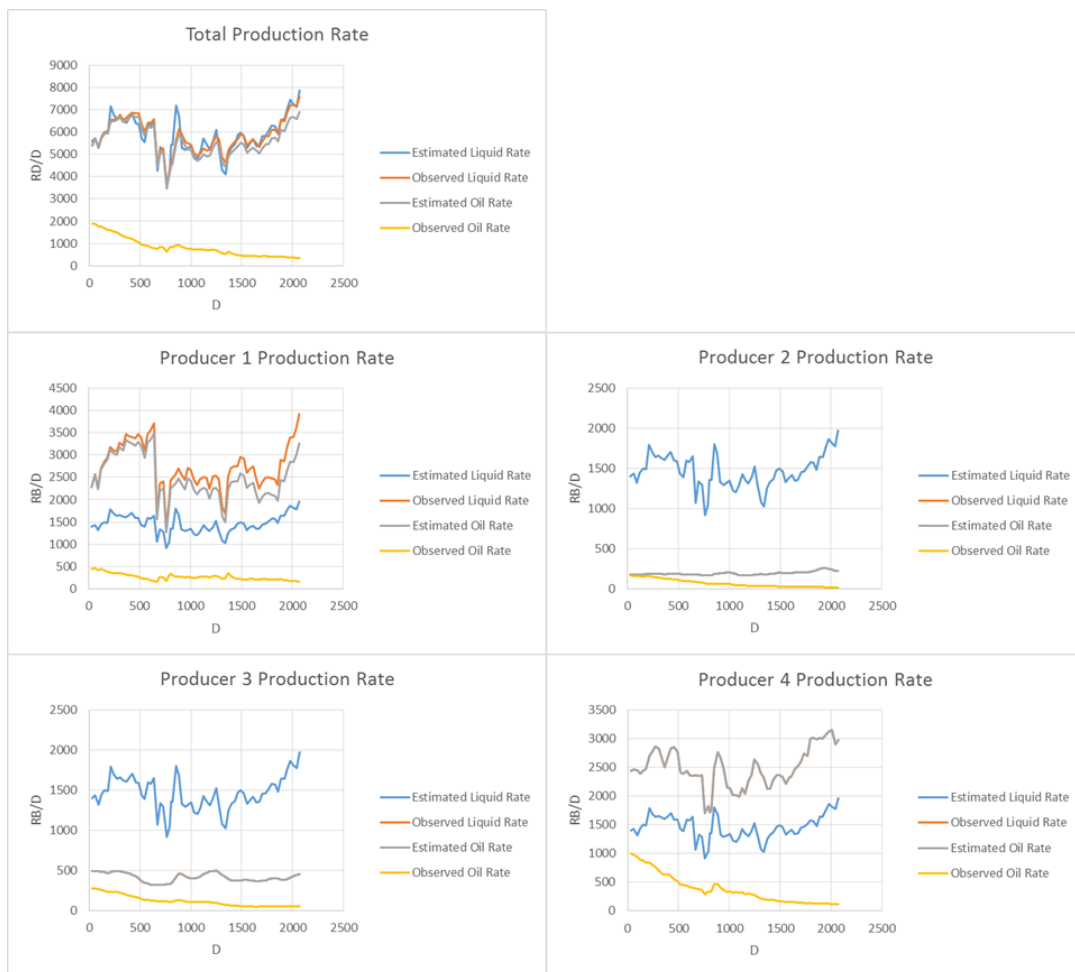 Total Production Rate
9000
8000
7000
6000
5000
4000
3000
2000
1000
0
RD/D
0 500 1000 1500 2000 2500
D
Estimated Liquid Rate
Observed Liquid Rate
Estimated Oil Rate
Observed Oil Rate
Producer 1 Production Rate
4500
4000
3500
3000
2500
2000
1500
1000
500
0
RB/D
0 500 1000 1500 2000 2500
D
Estimated Liquid Rate
Observed Liquid Rate
Estimated Oil Rate
Observed Oil Rate
Producer 2 Production Rate
2500
2000
1500
1000
500
0
RB/D
0 500 1000 1500 2000 2500
D
Estimated Liquid Rate
Observed Liquid Rate
Estimated Oil Rate
Observed Oil Rate
Producer 3 Production Rate
2500
2000
1500
1000
500
0
RB/D
0 500 1000 1500 2000 2500
D
Estimated Liquid Rate
Observed Liquid Rate
Estimated Oil Rate
Observed Oil Rate
Producer 4 Production Rate
3500
3000
2500
2000
1500
1000
500
0
RB/D
0 500 1000 1500 2000 2500
D
Estimated Liquid Rate
Observed Liquid Rate
Estimated Oil Rate
Observed Oil Rate